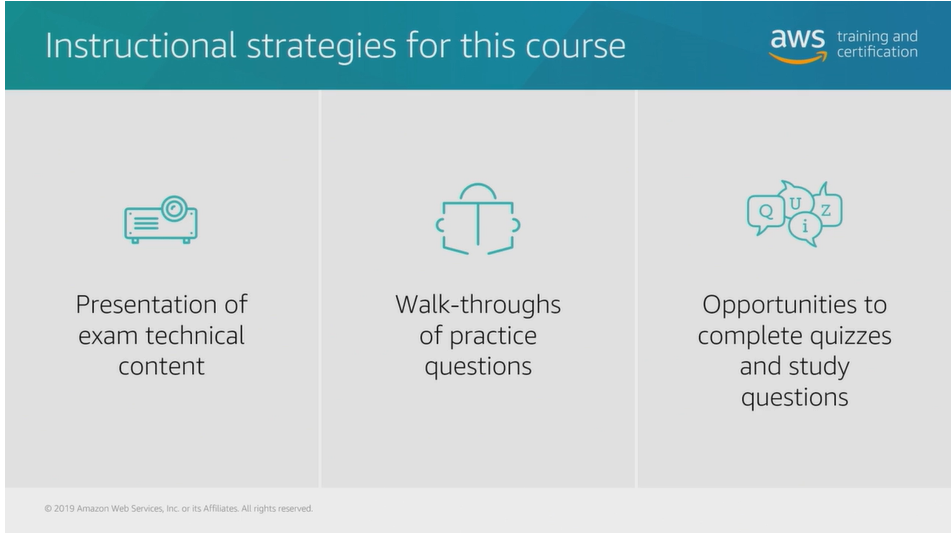 Instructional strategies for this course
aws training and
certification
Presentation of
exam technical
content
Walk-throughs
of practice
questions
Q U i Z
Opportunities to
complete quizzes
and study
questions
© 2019 Amazon Web Services, Inc. or its Affiliates. All rights reserved.